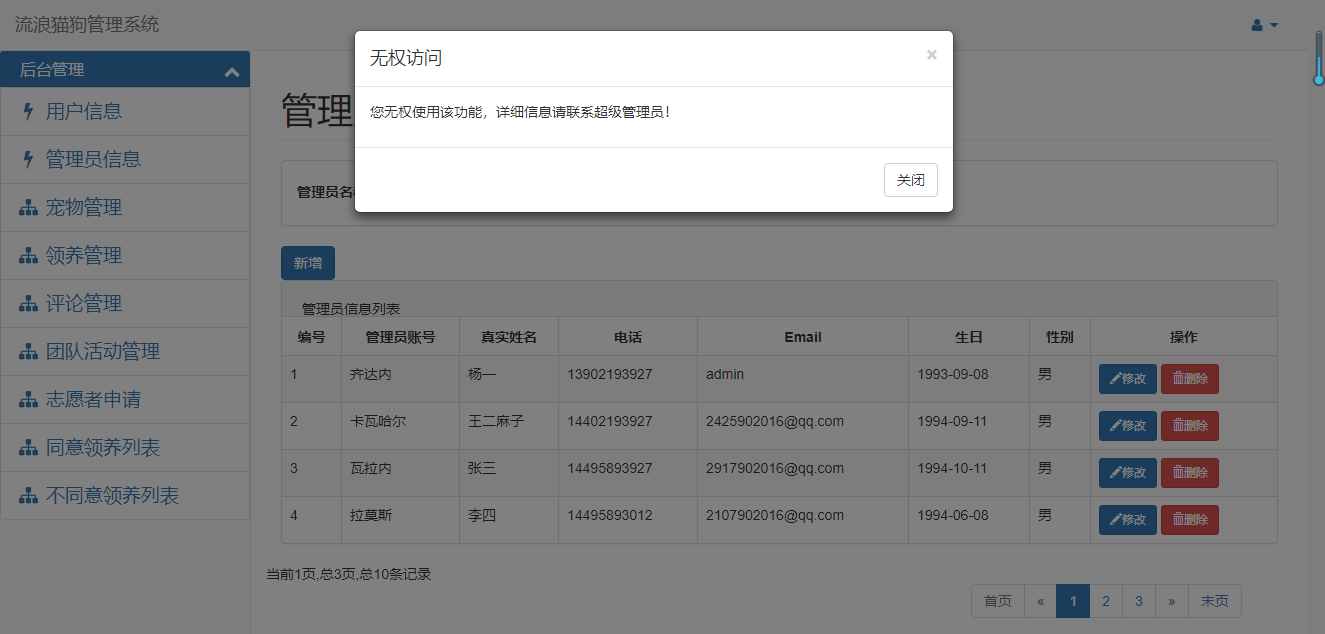 流浪猫狗管理系统
无权访问 ×
您无权使用该功能，详细信息请联系超级管理员！
关闭
后台管理
用户信息
管理员信息
宠物管理
领养管理
评论管理
团队活动管理
志愿者申请
同意领养列表
不同意领养列表
管理
管理员名
新增
管理员信息列表
编号 管理员账号 真实姓名 电话 Email 生日 性别 操作
1 齐达内 杨一 13902193927 admin 1993-09-08 男 修改 删除
2 卡瓦哈尔 王二麻子 14402193927 2425902016@qq.com 1994-09-11 男 修改 删除
3 瓦拉内 张三 14495893927 2917902016@qq.com 1994-10-11 男 修改 删除
4 拉莫斯 李四 14495893012 2107902016@qq.com 1994-06-08 男 修改 删除
当前1页,总3页,总10条记录
首页 « 1 2 3 » 末页